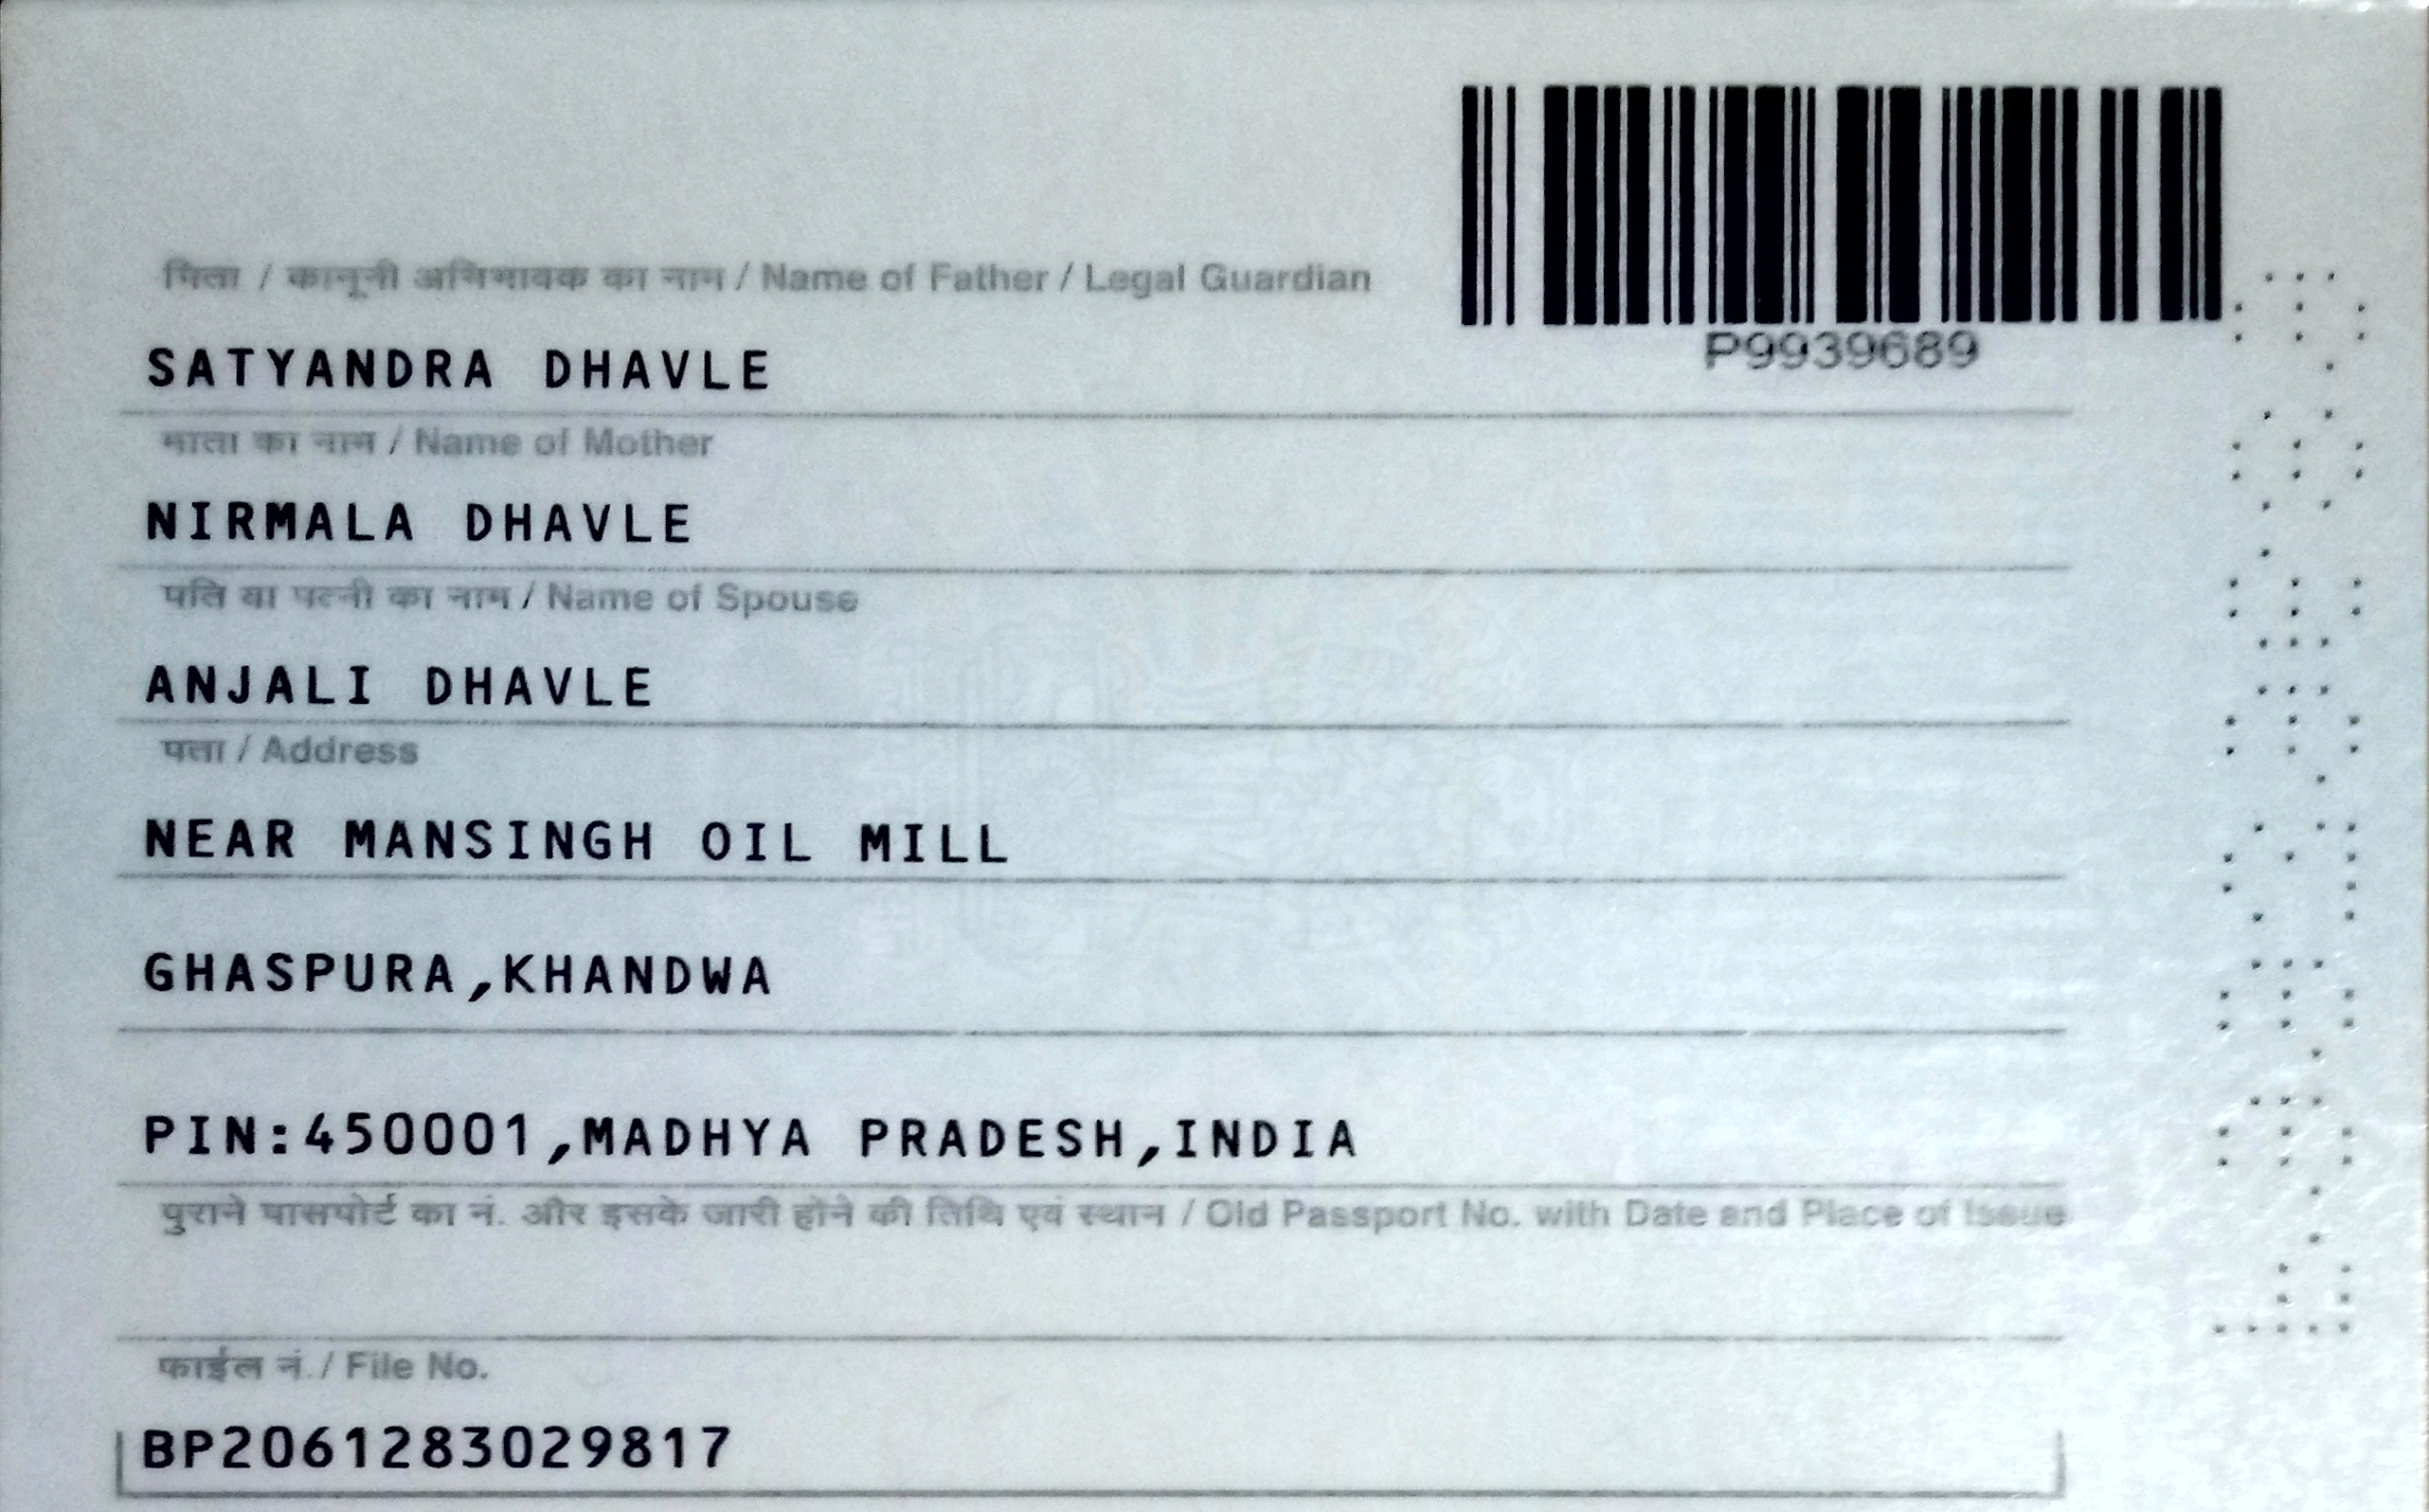 P9939689
पिता / कानूनी अभिभावक का नाम / Name of Father / Legal Guardian
SATYANDRA DHAVLE
माता का नाम / Name of Mother
NIRMALA DHAVLE
पति या पत्नी का नाम / Name of Spouse
ANJALI DHAVLE
पता / Address
NEAR MANSINGH OIL MILL
GHASPURA,KHANDWA
PIN:450001,MADHYA PRADESH,INDIA
पुराने पासपोर्ट का नं. और इसके जारी होने की तिथि एवं स्थान / Old Passport No. with Date and Place of Issue
फाईल नं. / File No.
BP2061283029817
P9939689